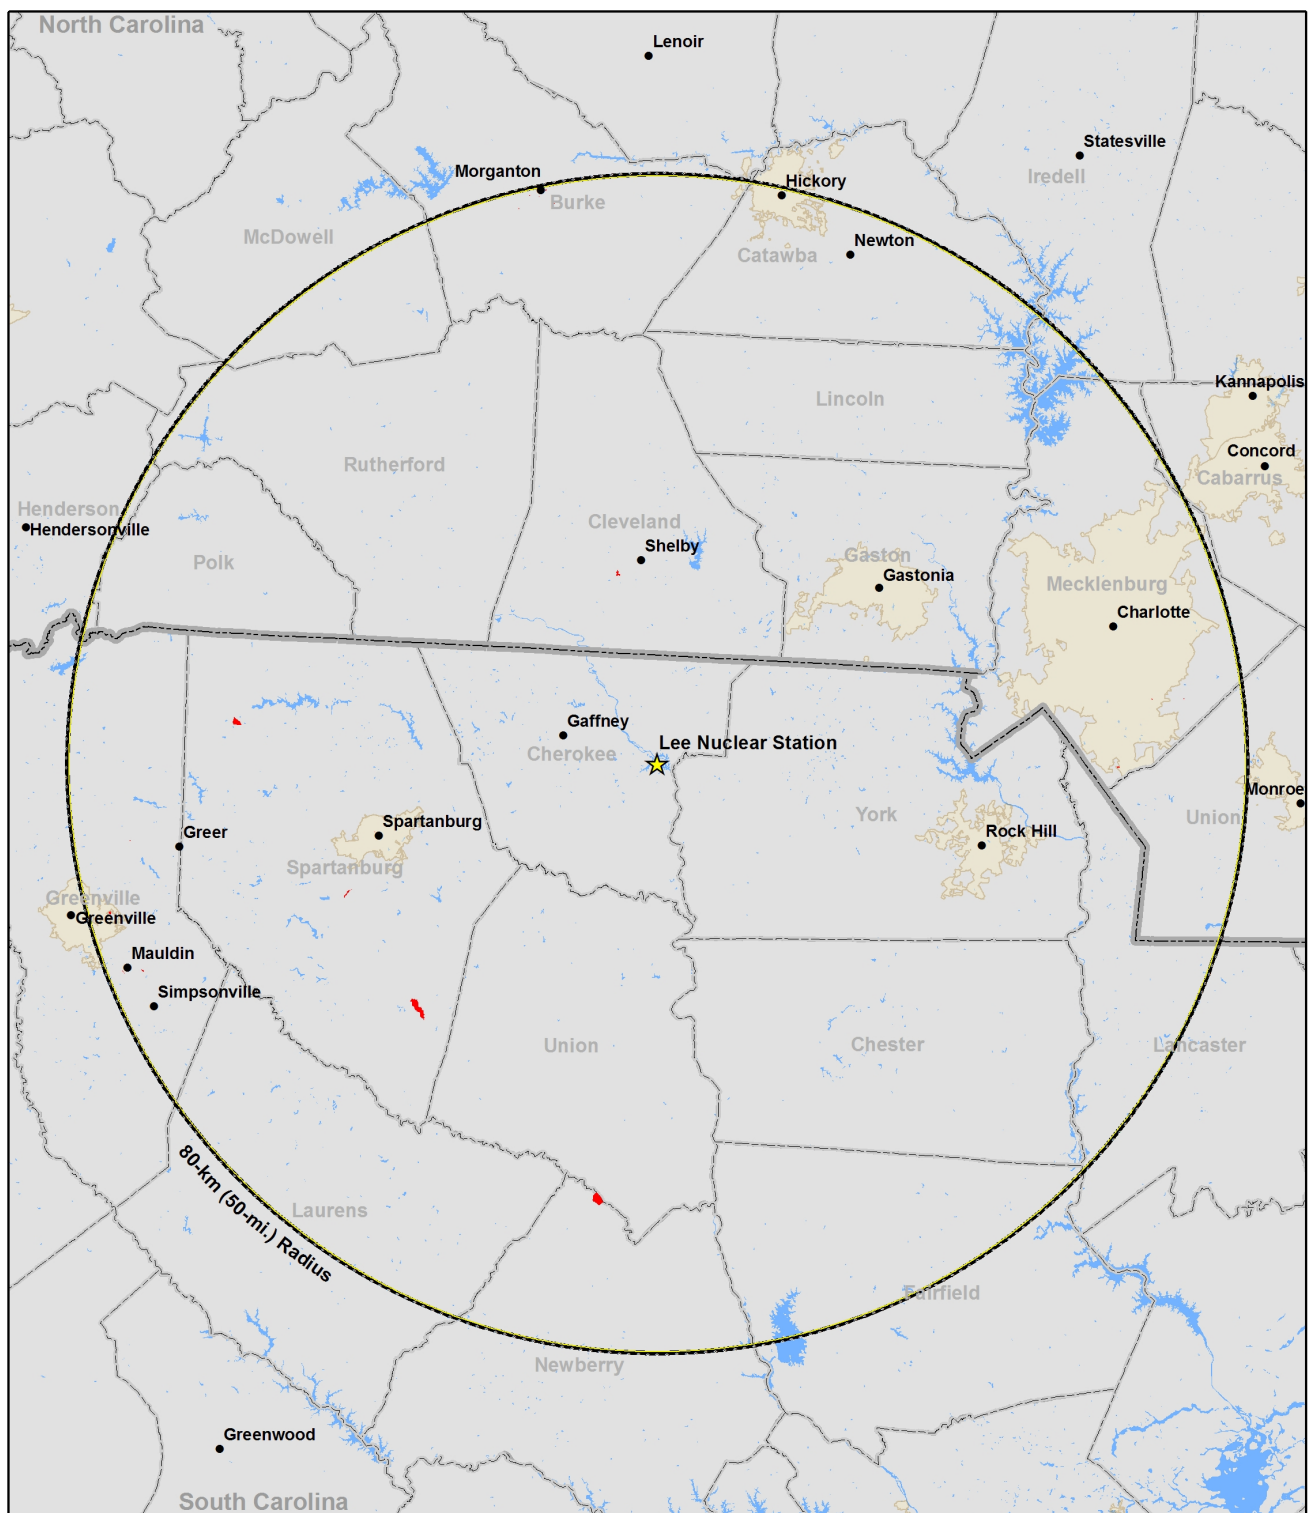 North Carolina
Lenoir
Statesville
Iredell
Morganton
Hickory
Burke
McDowell
Newton
Catawba
Kannapolis
Lincoln
Concord
Rutherford
Cabarrus
Henderson
Hendersonville
Cleveland
Shelby
Polk
Gaston
Gastonia
Mecklenburg
Charlotte
Gaffney
Lee Nuclear Station
Cherokee
Monroe
York
Union
Spartanburg
Greer
Rock Hill
Spartanburg
Greenville
Greenville
Mauldin
Simpsonville
Union
Chester
Lancaster
80-km (50-mi.) Radius
Laurens
Fairfield
Newberry
Greenwood
South Carolina